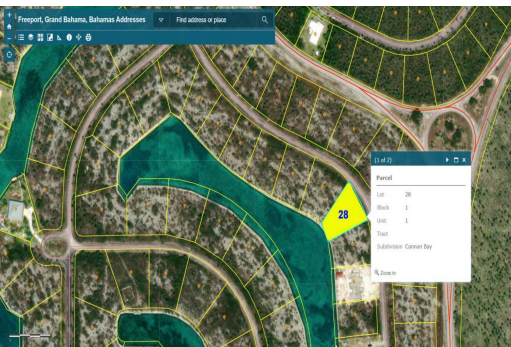 Freeport, Grand Bahama, Bahamas Addresses
Find address or place
(1 of 2)
Parcel
Lot 28
Block 1
Unit 1
Tract
Subdivision Cannon Bay
Zoom to
28